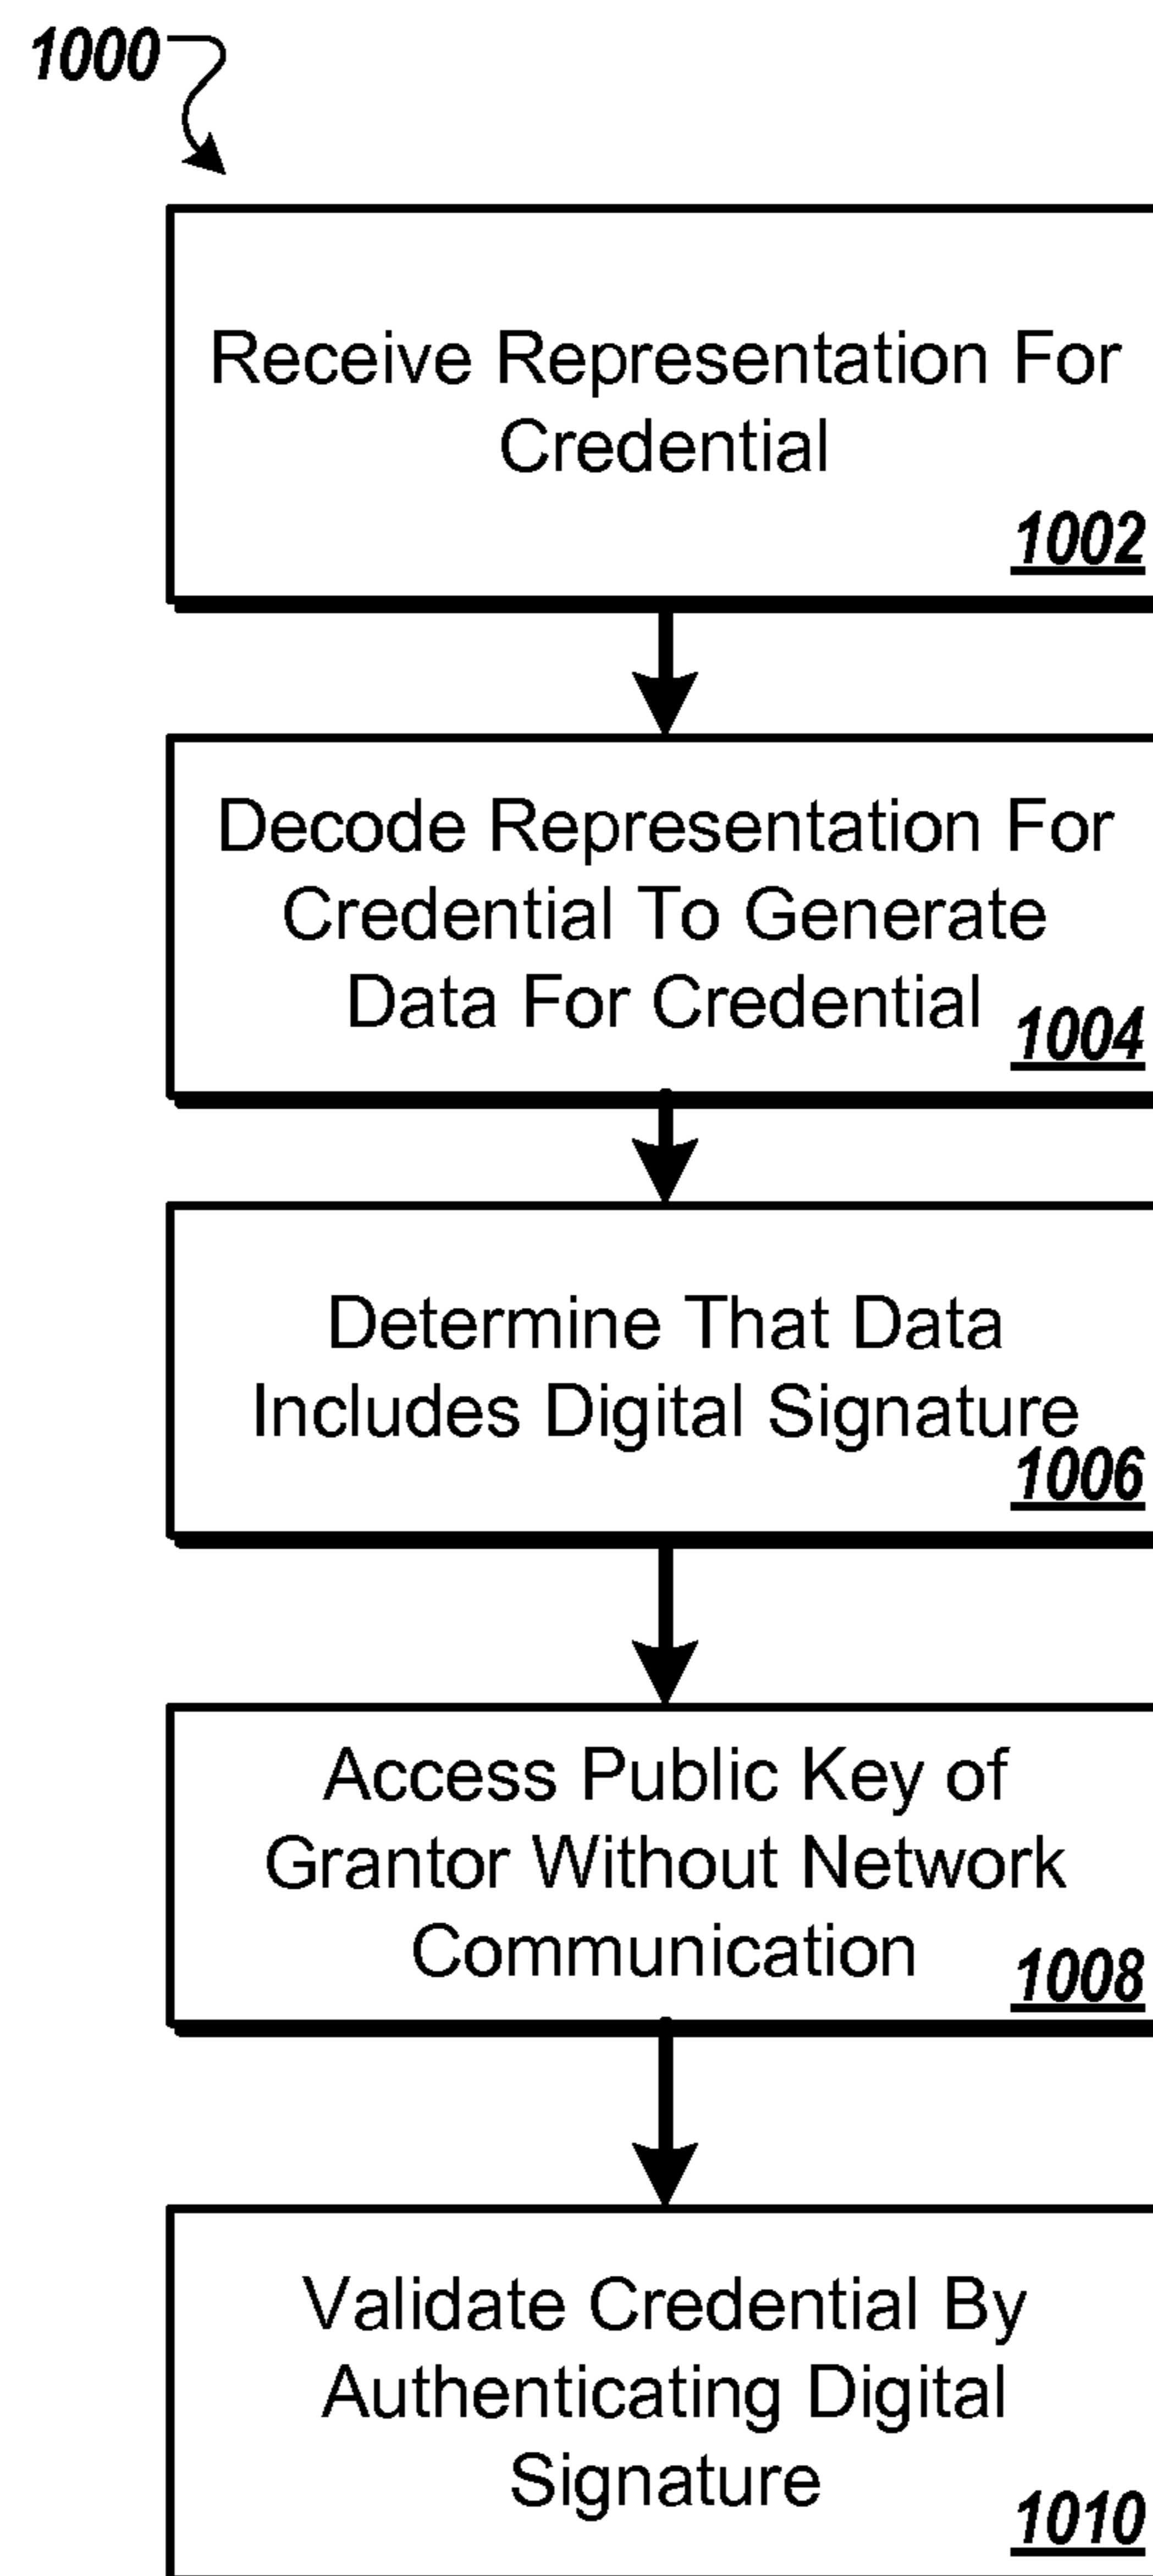 1000
Receive Representation For
Credential
1002
Decode Representation For
Credential To Generate
Data For Credential
1004
Determine That Data
Includes Digital Signature
1006
Access Public Key of
Grantor Without Network
Communication
1008
Validate Credential By
Authenticating Digital
Signature
1010